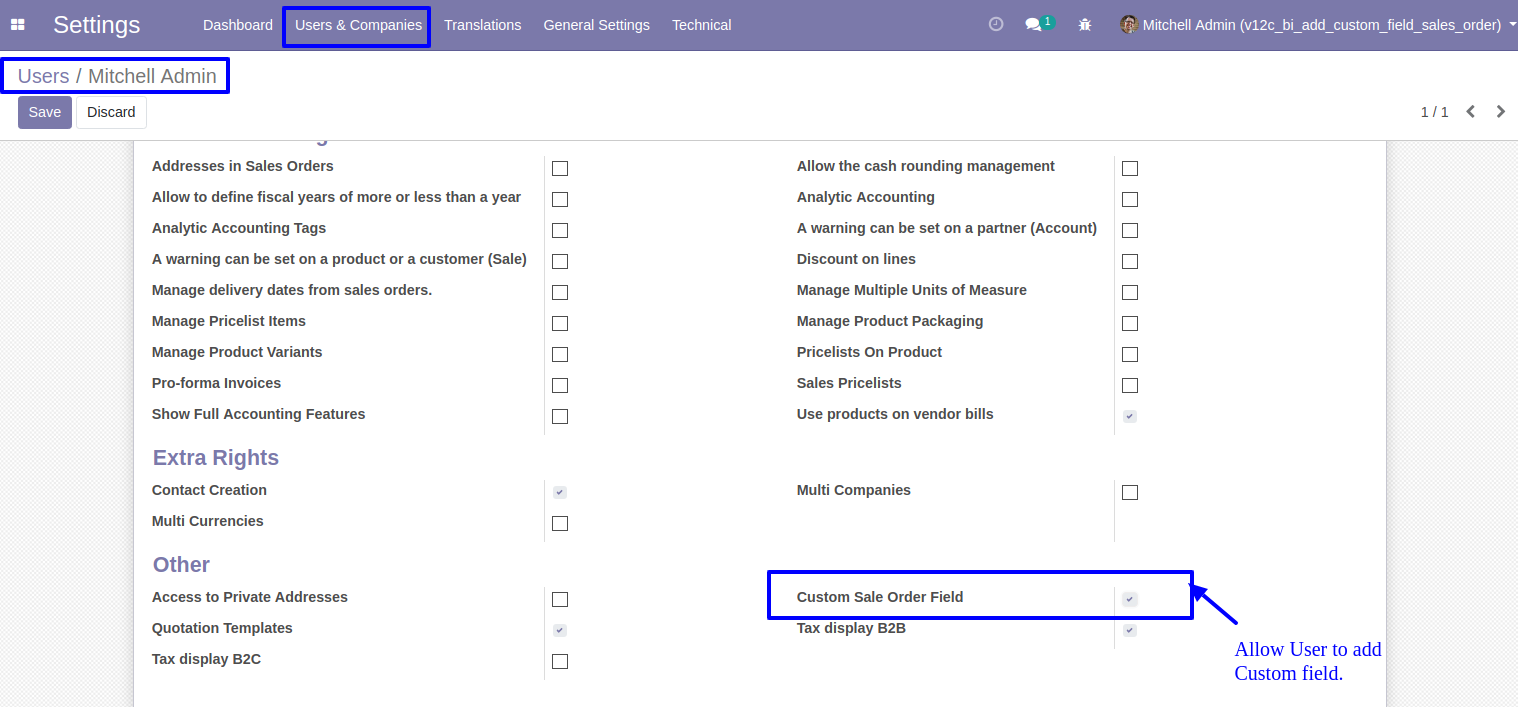 Settings Dashboard Users & Companies Translations General Settings Technical 1 Mitchell Admin (v12c_bi_add_custom_field_sales_order)
Users / Mitchell Admin
Save Discard 1 / 1
Addresses in Sales Orders Allow the cash rounding management
Allow to define fiscal years of more or less than a year Analytic Accounting
Analytic Accounting Tags A warning can be set on a partner (Account)
A warning can be set on a product or a customer (Sale) Discount on lines
Manage delivery dates from sales orders. Manage Multiple Units of Measure
Manage Pricelist Items Manage Product Packaging
Manage Product Variants Pricelists On Product
Pro-forma Invoices Sales Pricelists
Show Full Accounting Features Use products on vendor bills
Extra Rights
Contact Creation Multi Companies
Multi Currencies
Other
Access to Private Addresses Custom Sale Order Field
Quotation Templates Tax display B2B
Tax display B2C
Allow User to add
Custom field.